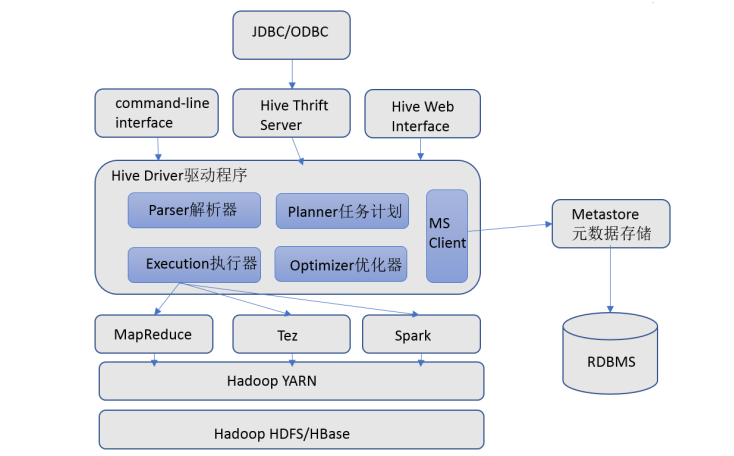 JDBC/ODBC
command-line
interface
Hive Thrift
Server
Hive Web
Interface
Hive Driver驱动程序
Parser解析器
Planner任务计划
MS
Client
Execution执行器
Optimizer优化器
Metastore
元数据存储
MapReduce
Tez
Spark
RDBMS
Hadoop YARN
Hadoop HDFS/HBase